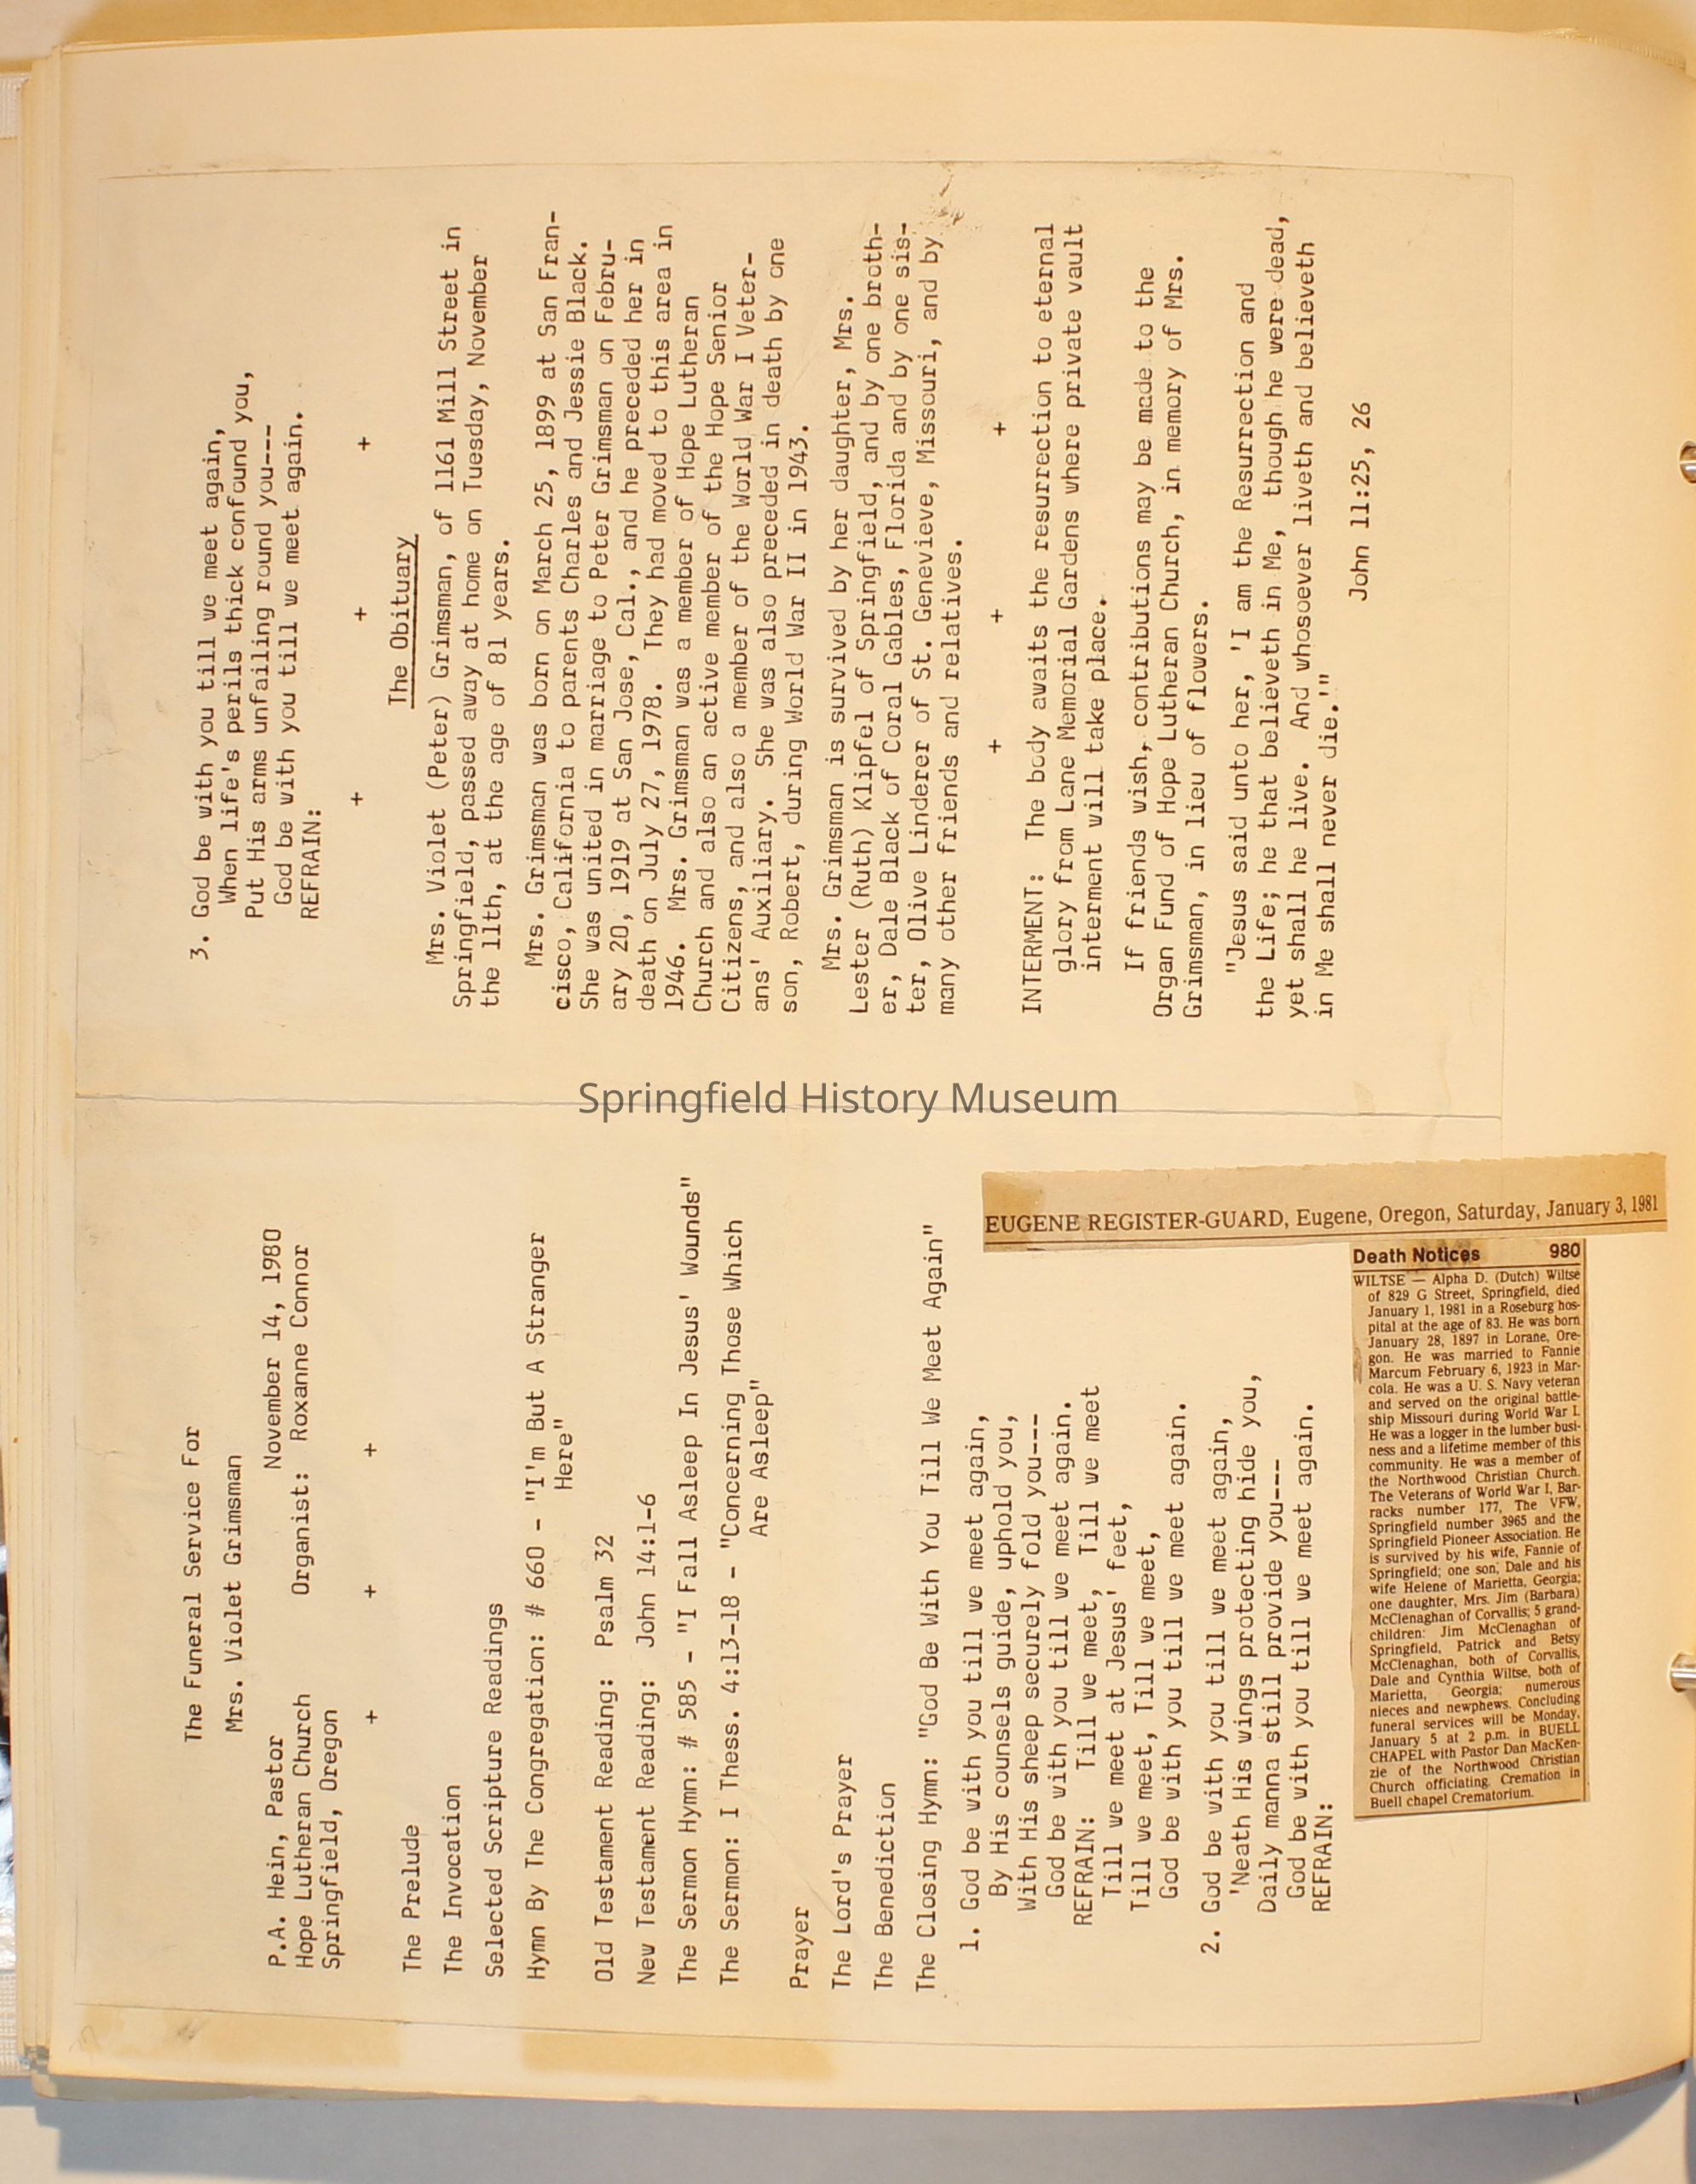 The Funeral Service For
Mrs. Violet Grimsman
P.A. Hein, Pastor November 14, 1980
Hope Lutheran Church Organist: Roxanne Connor
Springfield, Oregon
+ + +
The Prelude
The Invocation
Selected Scripture Readings
Hymn By The Congregation: # 660 - "I'm But A Stranger
Here"
Old Testament Reading: Psalm 32
New Testament Reading: John 14:1-6
The Sermon Hymn: # 585 - "I Fall Asleep In Jesus' Wounds"
The Sermon: I Thess. 4:13-18 - "Concerning Those Which
Are Asleep"
Prayer
The Lord's Prayer
The Benediction
The Closing Hymn: "God Be With You Till We Meet Again"
1. God be with you till we meet again,
By His counsels guide, uphold you,
With His sheep securely fold you---
God be with you till we meet again.
REFRAIN: Till we meet, Till we meet
Till we meet at Jesus' feet,
Till we meet, Till we meet,
God be with you till we meet again.
2. God be with you till we meet again,
'Neath His wings protecting hide you,
Daily manna still provide you---
God be with you till we meet again.
REFRAIN:
3. God be with you till we meet again,
When life's perils thick confound you,
Put His arms unfailing round you---
God be with you till we meet again.
REFRAIN:
+ + +
The Obituary
Mrs. Violet (Peter) Grimsman, of 1161 Mill Street in
Springfield, passed away at home on Tuesday, November
the 11th, at the age of 81 years.
Mrs. Grimsman was born on March 25, 1899 at San Fran-
cisco, California to parents Charles and Jessie Black.
She was united in marriage to Peter Grimsman on Febru-
ary 20, 1919 at San Jose, Cal., and he preceded her in
death on July 27, 1978. They had moved to this area in
1946. Mrs. Grimsman was a member of Hope Lutheran
Church and also an active member of the Hope Senior
Citizens, and also a member of the World War I Veter-
ans' Auxiliary. She was also preceded in death by one
son, Robert, during World War II in 1943.
Mrs. Grimsman is survived by her daughter, Mrs.
Lester (Ruth) Klipfel of Springfield, and by one broth-
er, Dale Black of Coral Gables, Florida and by one sis-
ter, Olive Linderer of St. Genevieve, Missouri, and by
many other friends and relatives.
+ + +
INTERMENT: The body awaits the resurrection to eternal
glory from Lane Memorial Gardens where private vault
interment will take place.
If friends wish, contributions may be made to the
Organ Fund of Hope Lutheran Church, in memory of Mrs.
Grimsman, in lieu of flowers.
"Jesus said unto her, 'I am the Resurrection and
the Life; he that believeth in Me, though he were dead,
yet shall he live. And whosoever liveth and believeth
in Me shall never die.'"
John 11:25, 26
Springfield History Museum
EUGENE REGISTER-GUARD, Eugene, Oregon, Saturday, January 3, 1981
Death Notices 980
WILTSE — Alpha D. (Dutch) Wiltse
of 829 G Street, Springfield, died
January 1, 1981 in a Roseburg hos-
pital at the age of 83. He was born
January 28, 1897 in Lorane, Ore-
gon. He was married to Fannie
Marcum February 6, 1923 in Mar-
cola. He was a U. S. Navy veteran
and served on the original battle-
ship Missouri during World War I.
He was a logger in the lumber busi-
ness and a lifetime member of this
community. He was a member of
the Northwood Christian Church.
The Veterans of World War I, Bar-
racks number 177, The VFW,
Springfield number 3965 and the
Springfield Pioneer Association. He
is survived by his wife, Fannie of
Springfield; one son, Dale and his
wife Helene of Marietta, Georgia;
one daughter, Mrs. Jim (Barbara)
McClenaghan of Corvallis; 5 grand-
children: Jim McClenaghan of
Springfield, Patrick and Betsy
McClenaghan, both of Corvallis,
Dale and Cynthia Wiltse, both of
Marietta, Georgia; numerous
nieces and newphews. Concluding
funeral services will be Monday,
January 5 at 2 p.m. in BUELL
CHAPEL with Pastor Dan MacKen-
zie of the Northwood Christian
Church officiating. Cremation in
Buell chapel Crematorium.